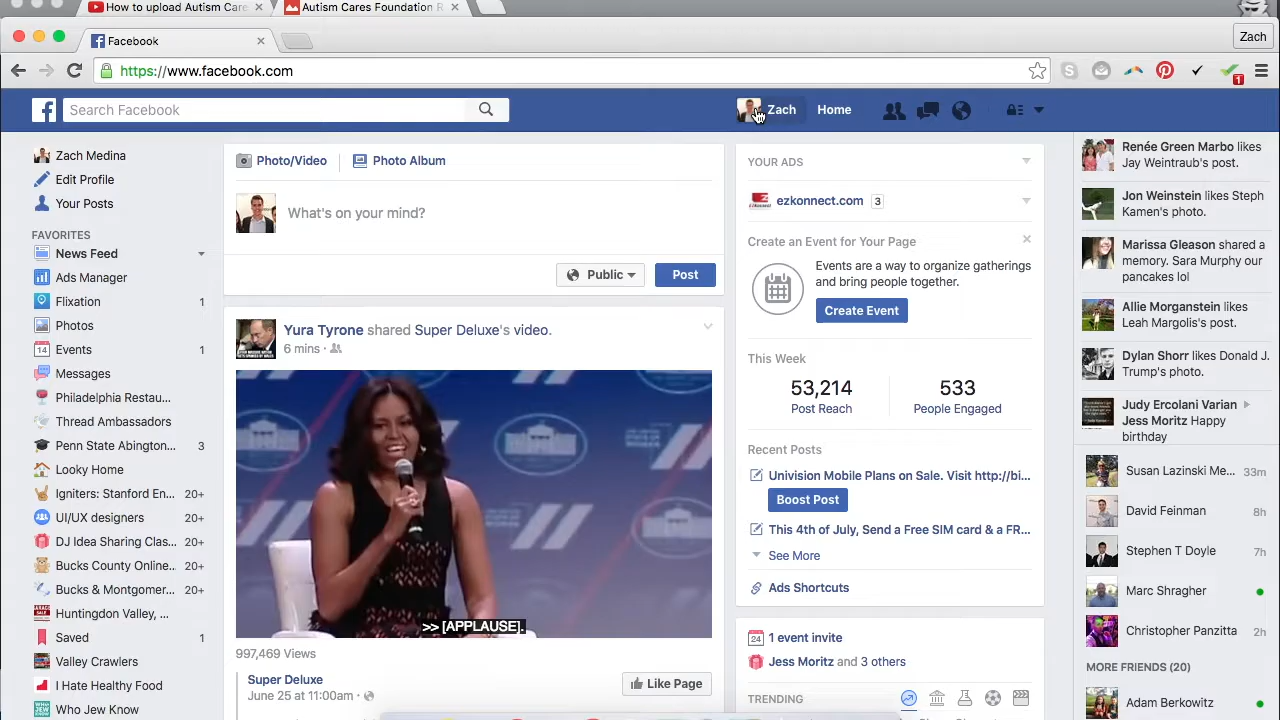 How to upload Autism Care
Autism Cares Foundation R
Facebook
Zach
https://www.facebook.com
1
Search Facebook
Zach
Home
Zach Medina
Edit Profile
Your Posts
FAVORITES
News Feed
Ads Manager
Flixation 1
Photos
14 Events 1
Messages
Philadelphia Restau...
Thread Ambassadors
Penn State Abington... 3
Looky Home
Igniters: Stanford En... 20+
UI/UX designers 20+
DJ Idea Sharing Clas... 20+
Bucks County Online... 20+
Bucks & Montgomer... 20+
Huntingdon Valley, ...
Saved 1
Valley Crawlers
I Hate Healthy Food
Who Jew Know
Photo/Video
Photo Album
What's on your mind?
Public
Post
Yura Tyrone shared Super Deluxe's video.
6 mins
>> [APPLAUSE].
997,469 Views
Super Deluxe
June 25 at 11:00am
Like Page
YOUR ADS
ezkonnect.com 3
Create an Event for Your Page
Events are a way to organize gatherings
and bring people together.
Create Event
This Week
53,214
Post Reach
533
People Engaged
Recent Posts
Univision Mobile Plans on Sale. Visit http://bi...
Boost Post
This 4th of July, Send a Free SIM card & a FR...
See More
Ads Shortcuts
24 1 event invite
Jess Moritz and 3 others
TRENDING
Renée Green Marbo likes
Jay Weintraub's post.
Jon Weinstein likes Steph
Kamen's photo.
Marissa Gleason shared a
memory. Sara Murphy our
pancakes lol
Allie Morganstein likes
Leah Margolis's post.
Dylan Shorr likes Donald J.
Trump's photo.
Judy Ercolani Varian
Jess Moritz Happy
birthday
Susan Lazinski Me... 33m
David Feinman 8h
Stephen T Doyle 7h
Marc Shragher
Christopher Panzitta 2h
MORE FRIENDS (20)
Adam Berkowitz